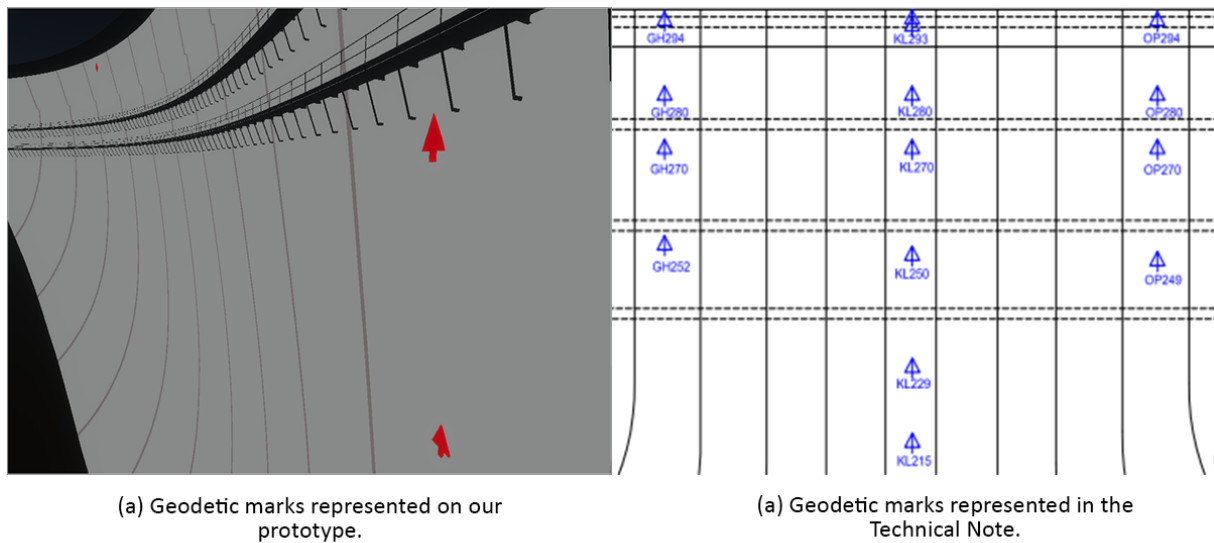 GH294 KL293 OP294
GH280 KL280 OP280
GH270 KL270 OP270
GH252 KL250 OP249
KL229
KL215
(a) Geodetic marks represented on our
prototype.
(a) Geodetic marks represented in the
Technical Note.